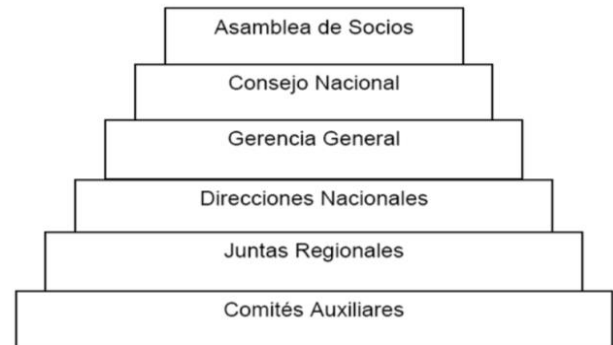 Asamblea de Socios
Consejo Nacional
Gerencia General
Direcciones Nacionales
Juntas Regionales
Comités Auxiliares